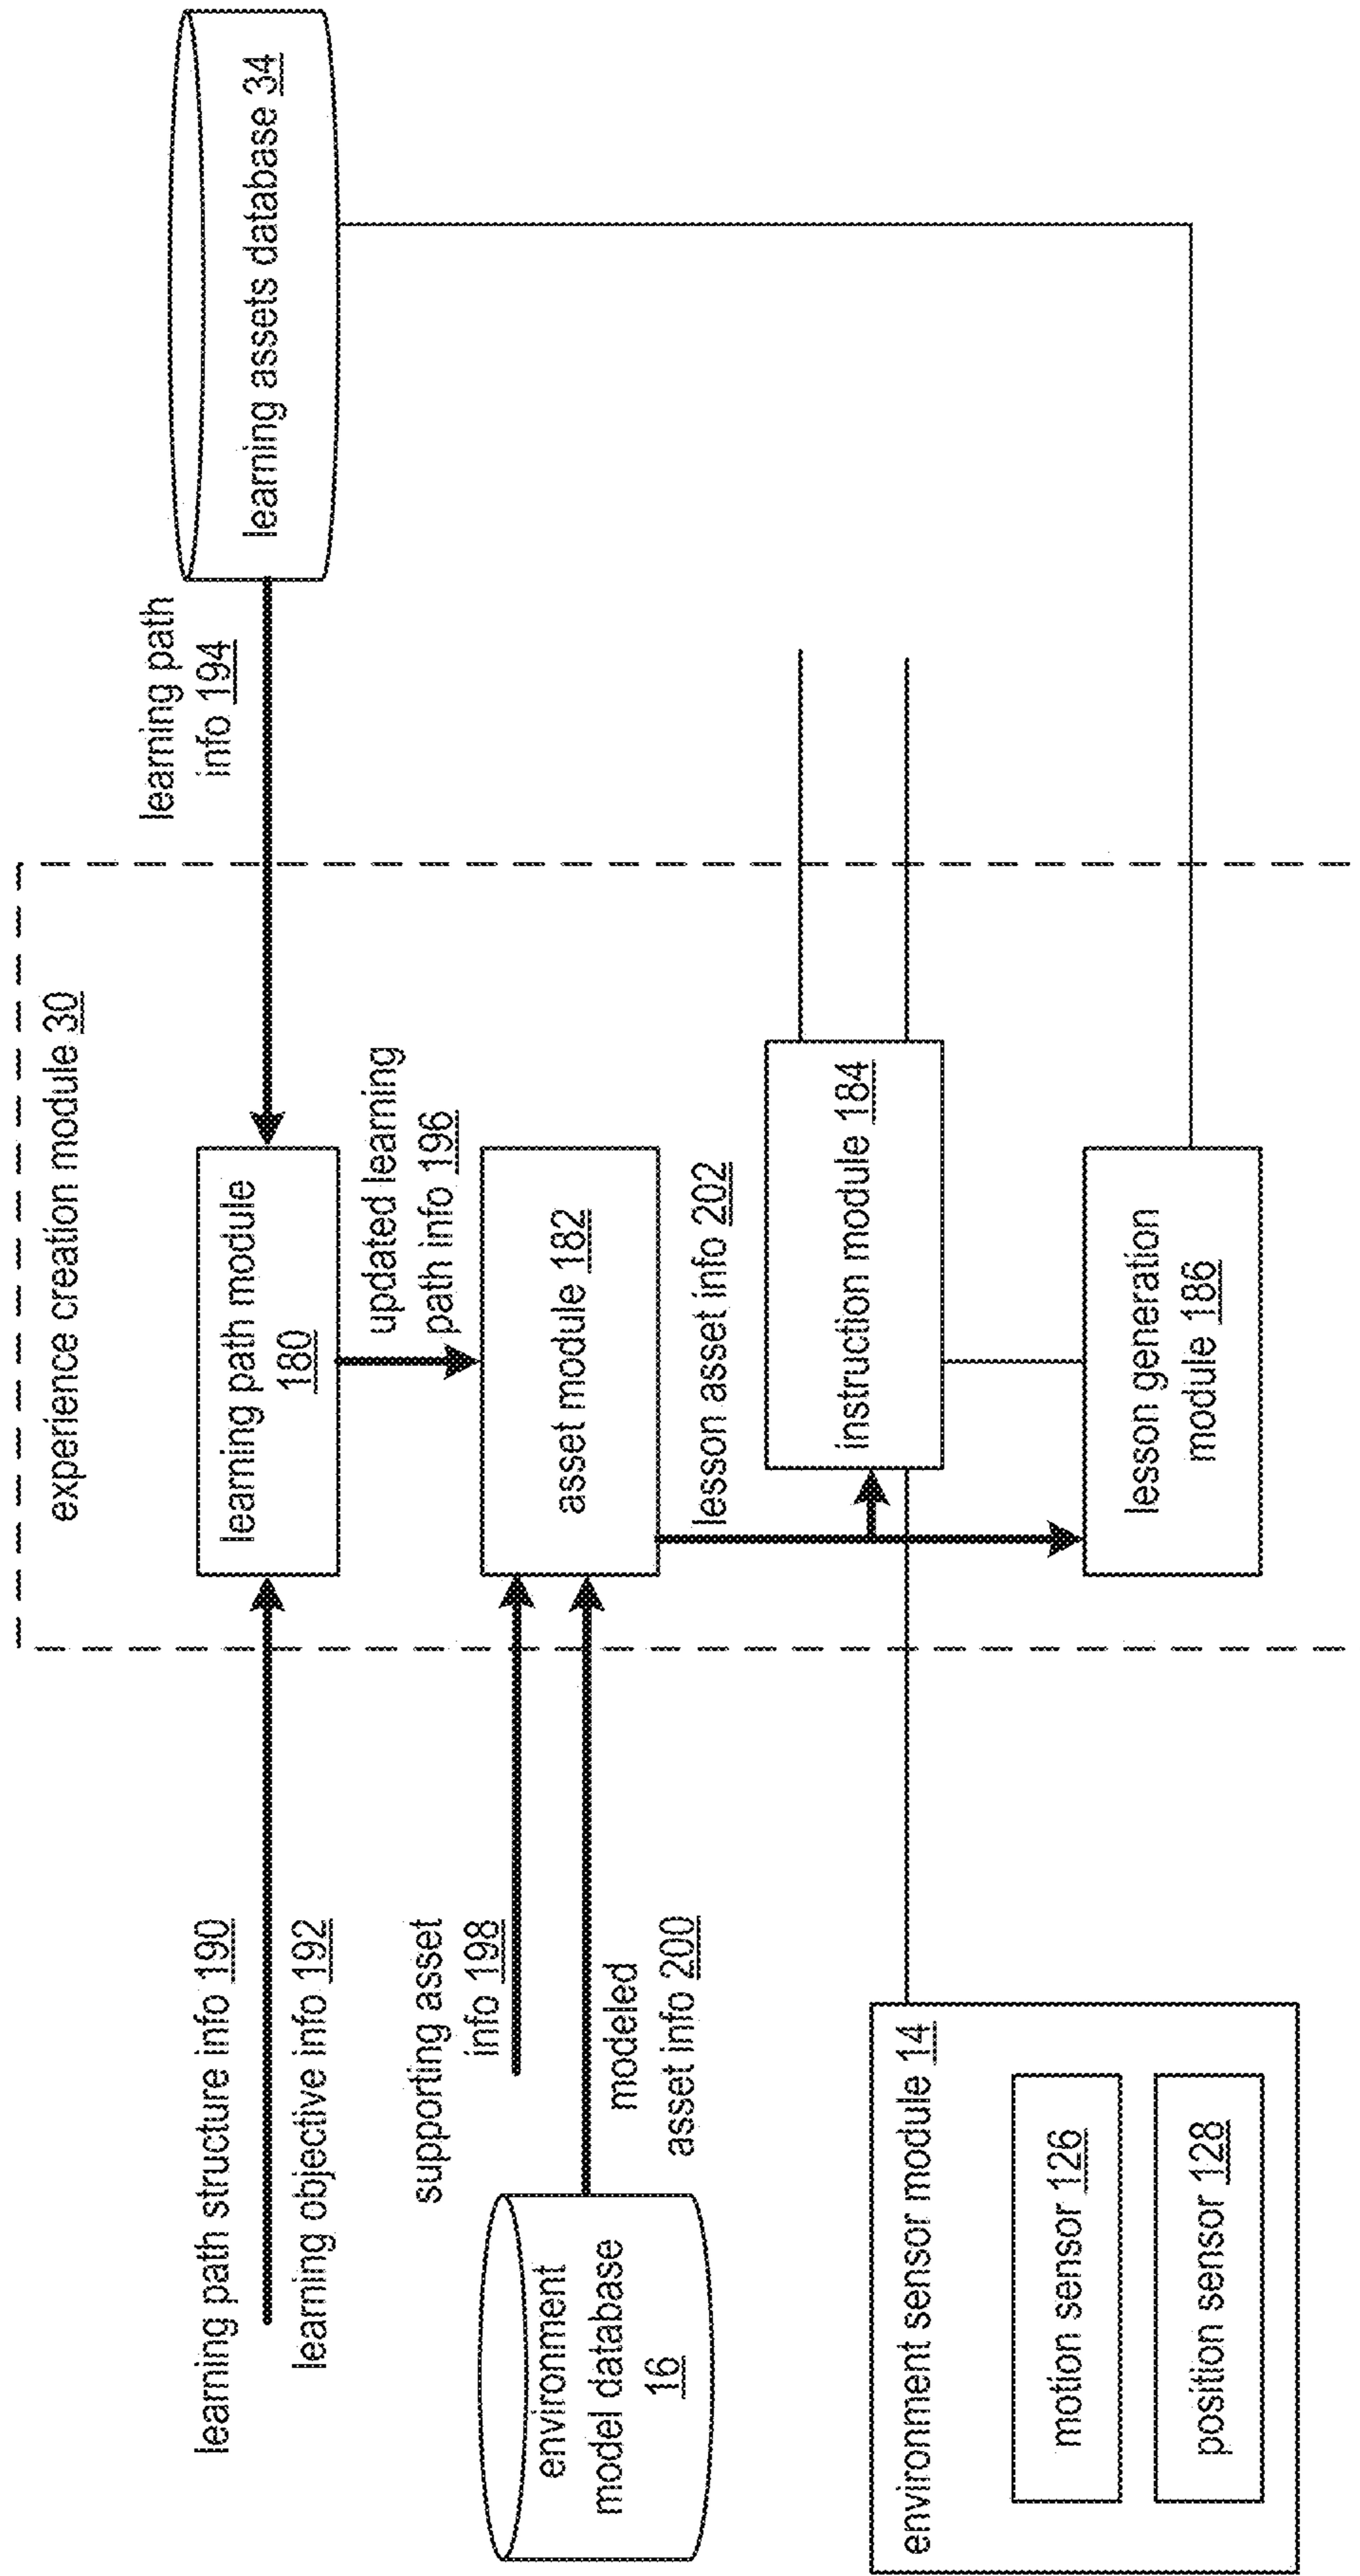 experience creation module 30
learning path structure info 190
learning objective info 192
learning path module
180
learning path
info 194
learning assets database 34
updated learning
path info 196
supporting asset
info 198
environment
model database
16
modeled
asset info 200
asset module 182
lesson asset info 202
instruction module 184
environment sensor module 14
motion sensor 126
position sensor 128
lesson generation
module 186